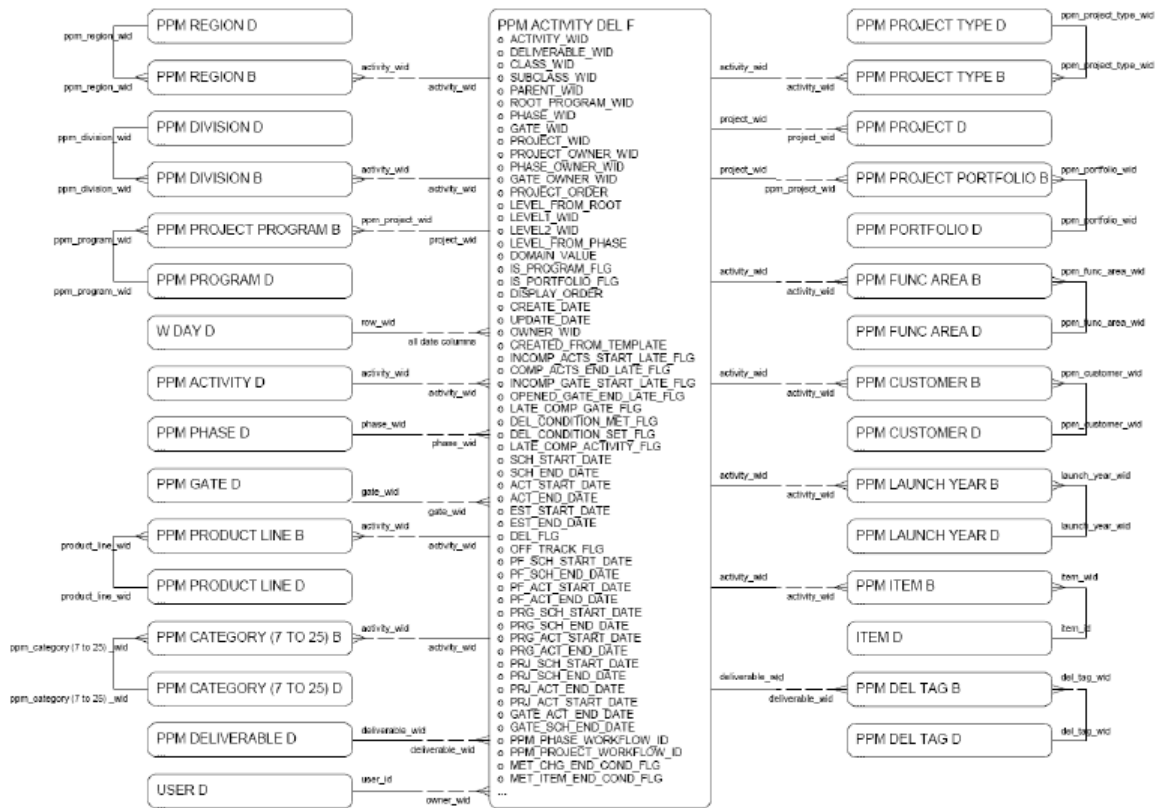 PPM REGION D
...
ppm_region_wid
PPM REGION B
...
ppm_region_wid
activity_wid
activity_wid
PPM DIVISION D
...
ppm_division_wid
PPM DIVISION B
...
ppm_division_wid
activity_wid
activity_wid
PPM PROJECT PROGRAM B
...
ppm_project_wid
project_wid
ppm_program_wid
PPM PROGRAM D
...
ppm_program_wid
W DAY D
...
row_wid
all date columns
PPM ACTIVITY D
...
activity_wid
activity_wid
PPM PHASE D
...
phase_wid
phase_wid
PPM GATE D
...
gate_wid
gate_wid
PPM PRODUCT LINE B
...
activity_wid
activity_wid
product_line_wid
PPM PRODUCT LINE D
...
product_line_wid
PPM CATEGORY (7 TO 25) B
...
activity_wid
activity_wid
ppm_category (7 to 25) _wid
PPM CATEGORY (7 TO 25) D
...
ppm_category (7 to 25) _wid
PPM DELIVERABLE D
...
deliverable_wid
deliverable_wid
USER D
...
user_id
owner_wid
PPM ACTIVITY DEL F
o ACTIVITY_WID
o DELIVERABLE_WID
o CLASS_WID
o SUBCLASS_WID
o PARENT_WID
o ROOT_PROGRAM_WID
o PHASE_WID
o GATE_WID
o PROJECT_WID
o PROJECT_OWNER_WID
o PHASE_OWNER_WID
o GATE_OWNER_WID
o PROJECT_ORDER
o LEVEL_FROM_ROOT
o LEVEL1_WID
o LEVEL2_WID
o LEVEL_FROM_PHASE
o DOMAIN_VALUE
o IS_PROGRAM_FLG
o IS_PORTFOLIO_FLG
o DISPLAY_ORDER
o CREATE_DATE
o UPDATE_DATE
o OWNER_WID
o CREATED_FROM_TEMPLATE
o INCOMP_ACTS_START_LATE_FLG
o COMP_ACTS_END_LATE_FLG
o INCOMP_GATE_START_LATE_FLG
o OPENED_GATE_END_LATE_FLG
o LATE_COMP_GATE_FLG
o DEL_CONDITION_MET_FLG
o DEL_CONDITION_SET_FLG
o LATE_COMP_ACTIVITY_FLG
o SCH_START_DATE
o SCH_END_DATE
o ACT_START_DATE
o ACT_END_DATE
o EST_START_DATE
o EST_END_DATE
o DEL_FLG
o OFF_TRACK_FLG
o PF_SCH_START_DATE
o PF_SCH_END_DATE
o PF_ACT_START_DATE
o PF_ACT_END_DATE
o PRG_SCH_START_DATE
o PRG_SCH_END_DATE
o PRG_ACT_START_DATE
o PRG_ACT_END_DATE
o PRJ_SCH_START_DATE
o PRJ_SCH_END_DATE
o PRJ_ACT_END_DATE
o PRJ_ACT_START_DATE
o GATE_ACT_END_DATE
o GATE_SCH_END_DATE
o PPM_PHASE_WORKFLOW_ID
o PPM_PROJECT_WORKFLOW_ID
o MET_CHG_END_COND_FLG
o MET_ITEM_END_COND_FLG
...
PPM PROJECT TYPE D
...
ppm_project_type_wid
activity_wid
activity_wid
PPM PROJECT TYPE B
...
ppm_project_type_wid
project_wid
project_wid
PPM PROJECT D
...
project_wid
ppm_project_wid
PPM PROJECT PORTFOLIO B
...
ppm_portfolio_wid
PPM PORTFOLIO D
...
ppm_portfolio_wid
activity_wid
activity_wid
PPM FUNC AREA B
...
ppm_func_area_wid
PPM FUNC AREA D
...
ppm_func_area_wid
activity_wid
activity_wid
PPM CUSTOMER B
...
ppm_customer_wid
PPM CUSTOMER D
...
ppm_customer_wid
activity_wid
activity_wid
PPM LAUNCH YEAR B
...
launch_year_wid
PPM LAUNCH YEAR D
...
launch_year_wid
activity_wid
activity_wid
PPM ITEM B
...
item_wid
ITEM D
...
item_id
deliverable_wid
deliverable_wid
PPM DEL TAG B
...
del_tag_wid
PPM DEL TAG D
...
del_tag_wid